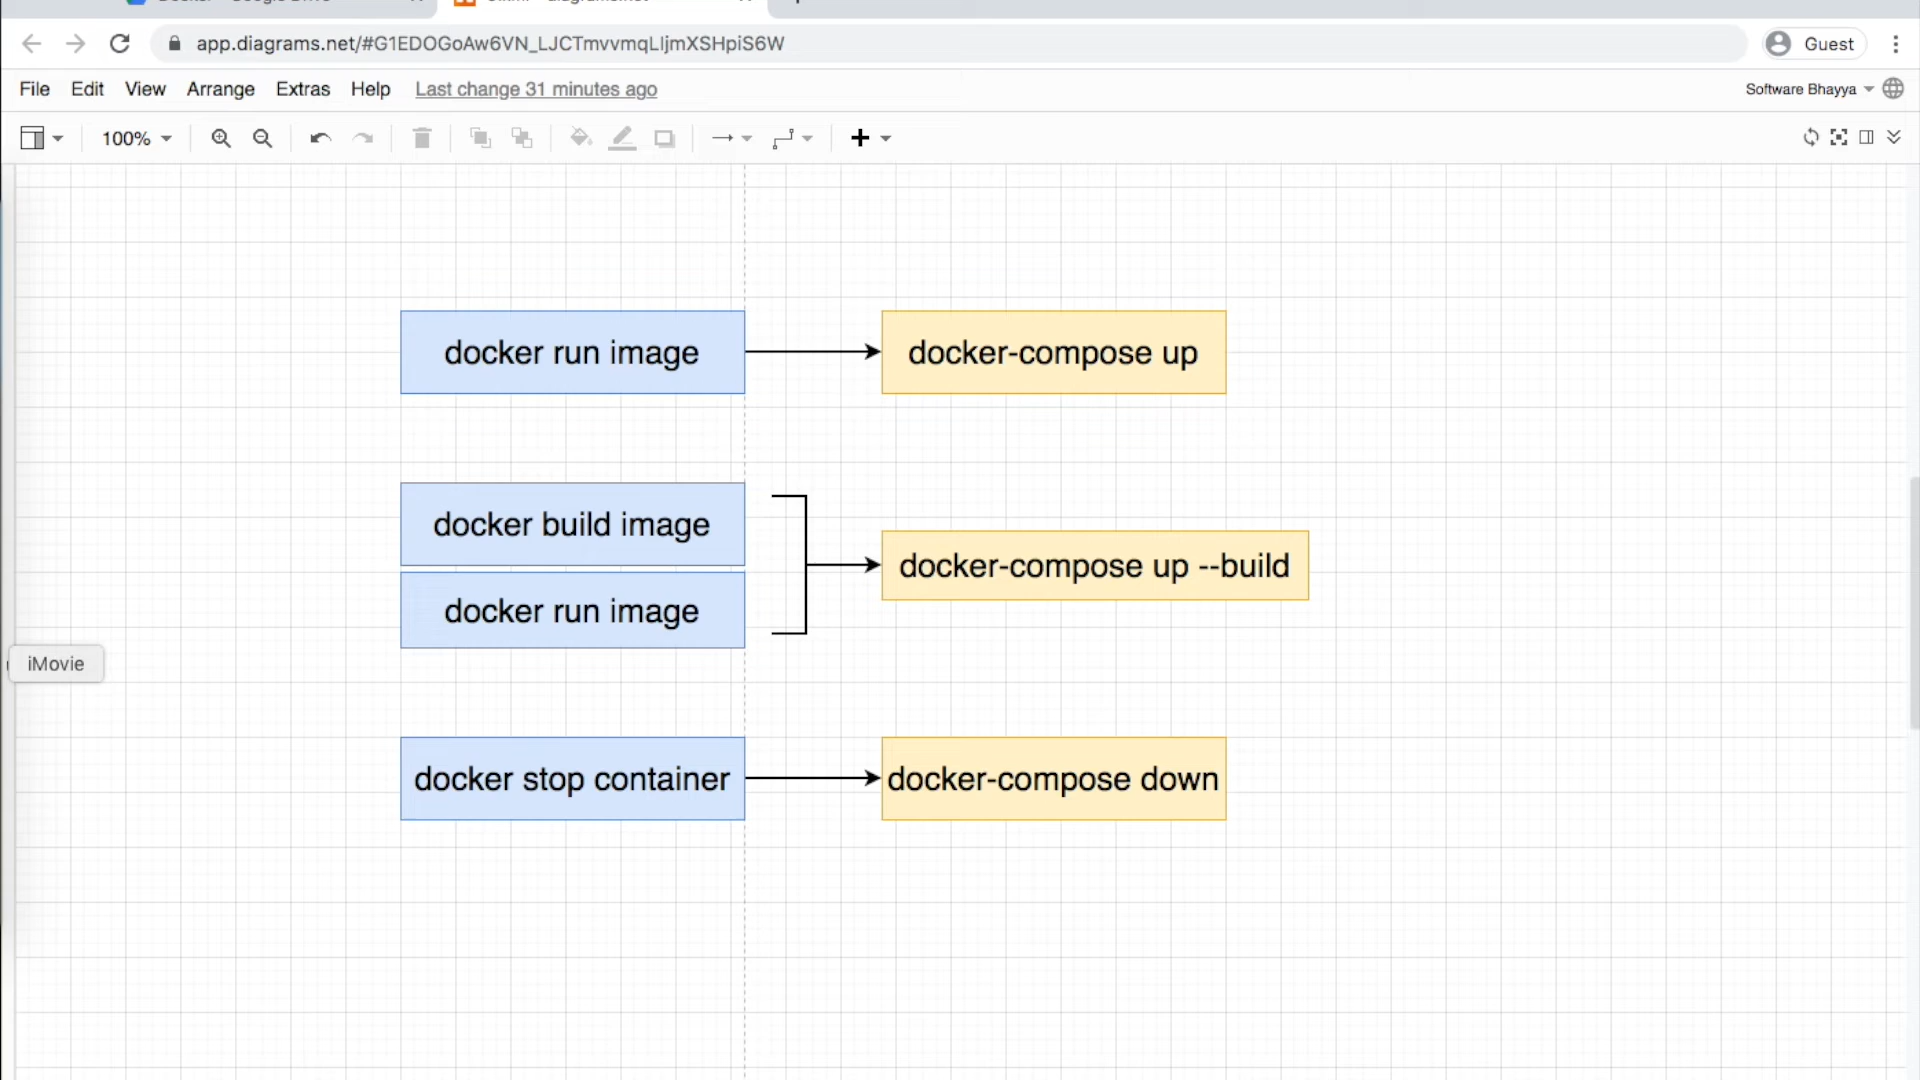 app.diagrams.net/#G1EDOGoAw6VN_LJCTmvvmqLljmXSHpiS6W
Guest
File Edit View Arrange Extras Help Last change 31 minutes ago
Software Bhayya
100%
docker run image
docker-compose up
docker build image
docker-compose up --build
docker run image
iMovie
docker stop container
docker-compose down